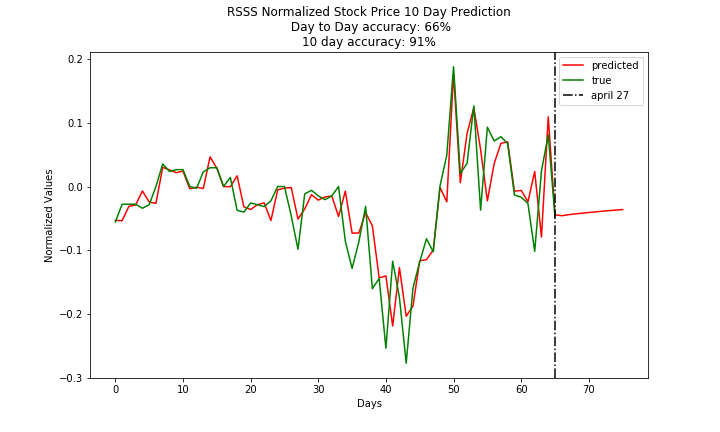 RSSS Normalized Stock Price 10 Day Prediction
Day to Day accuracy: 66%
10 day accuracy: 91%
predicted
true
april 27
Normalized Values
0.2
0.1
0.0
−0.1
−0.2
−0.3
0 10 20 30 40 50 60 70
Days